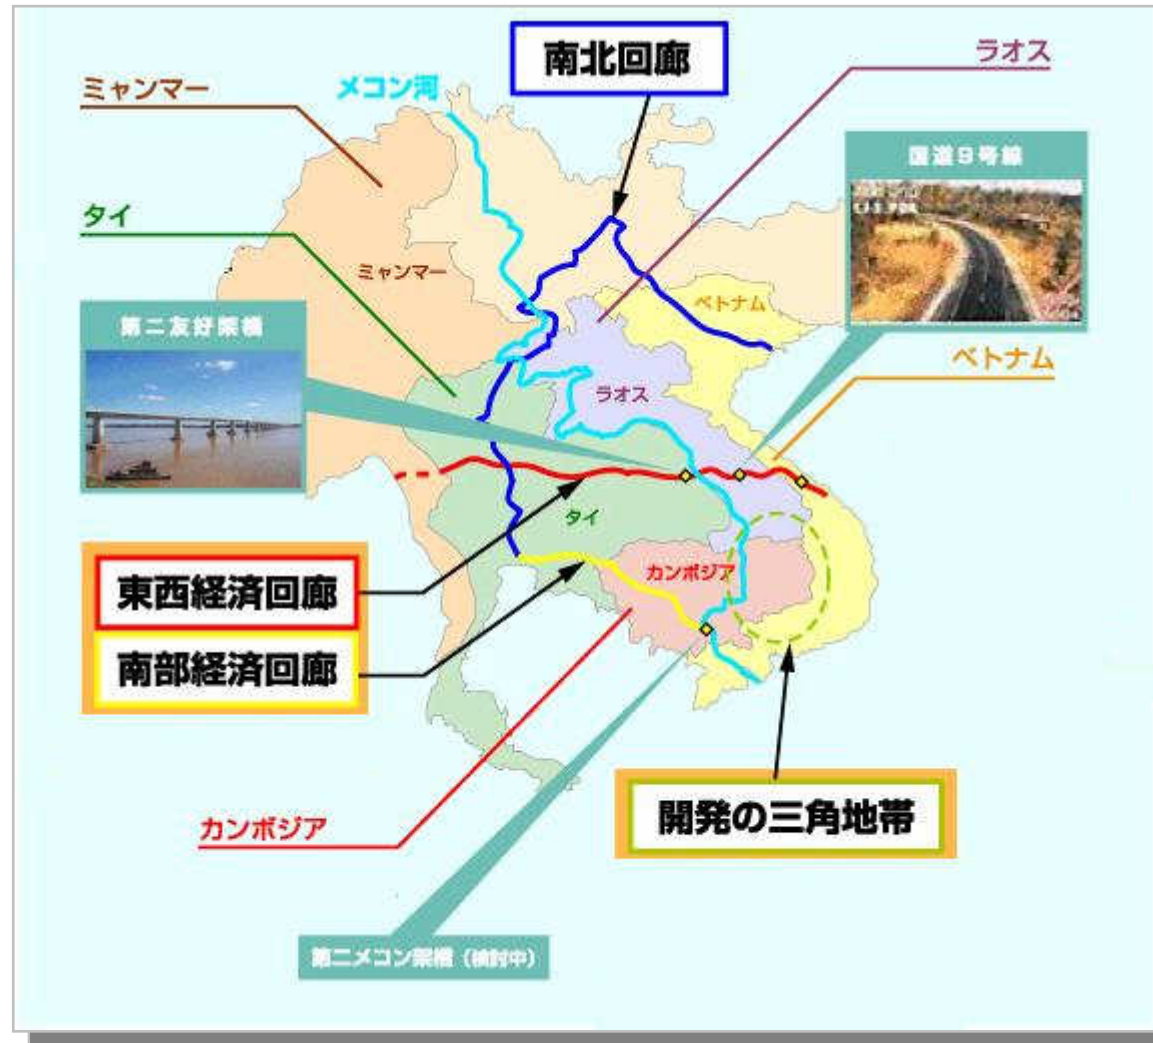 南北回廊
ラオス
ミャンマー
メコン河
国道9号線
タイ
ミャンマー
ベトナム
第二友好架橋
ベトナム
ラオス
タイ
東西経済回廊
カンボジア
南部経済回廊
開発の三角地帯
カンボジア
第二メコン架橋（検討中）